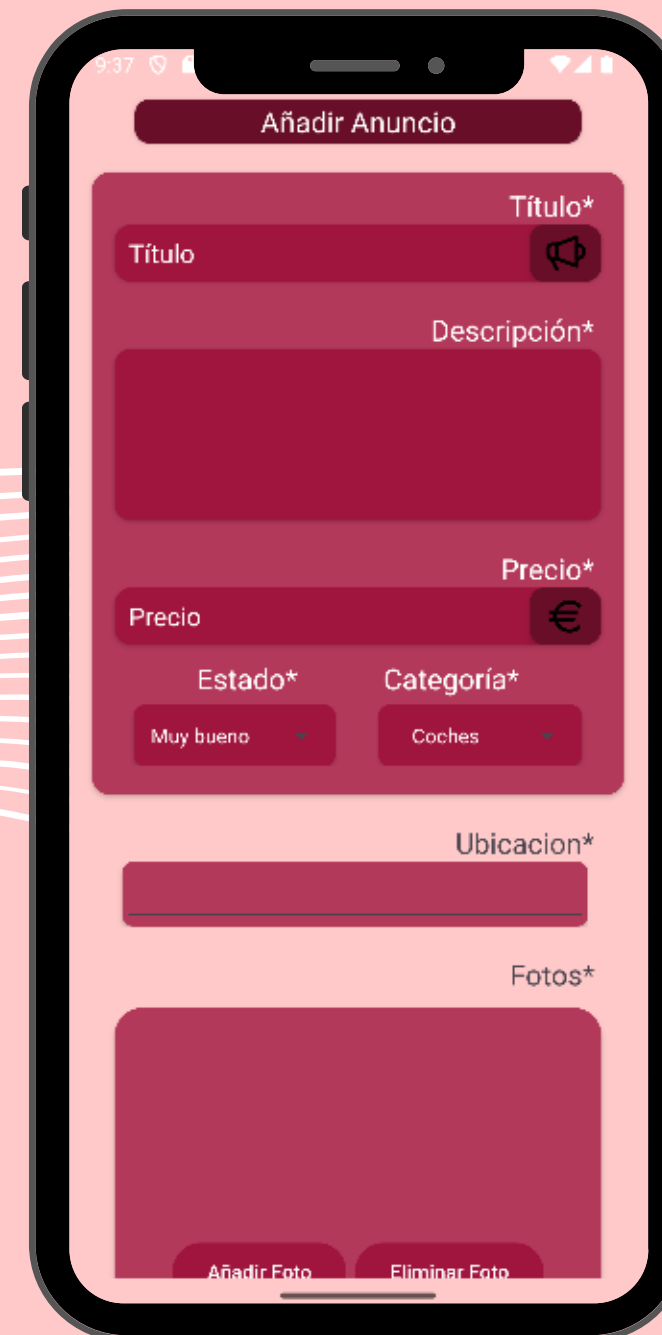 9:37
Añadir Anuncio
Título*
Título
Descripción*
Precio*
Precio
€
Estado* Categoría*
Muy bueno Coches
Ubicacion*
Fotos*
Añadir Foto Eliminar Foto